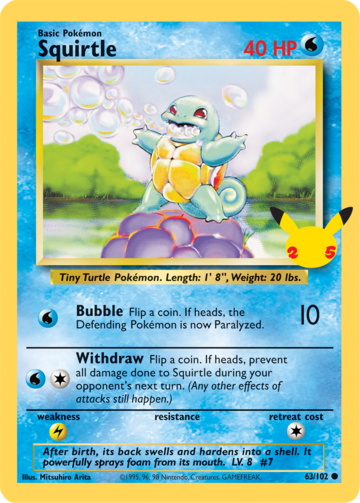 Basic Pokémon
Squirtle 40 HP
25
Tiny Turtle Pokémon. Length: 1' 8", Weight: 20 lbs.
Bubble Flip a coin. If heads, the 10
Defending Pokémon is now Paralyzed.
Withdraw Flip a coin. If heads, prevent
all damage done to Squirtle during your
opponent's next turn. (Any other effects of
attacks still happen.)
weakness resistance retreat cost
After birth, its back swells and hardens into a shell. It
powerfully sprays foam from its mouth. LV. 8 #7
Illus. Mitsuhiro Arita ©1995, 96, 98 Nintendo, Creatures, GAMEFREAK. 63/102